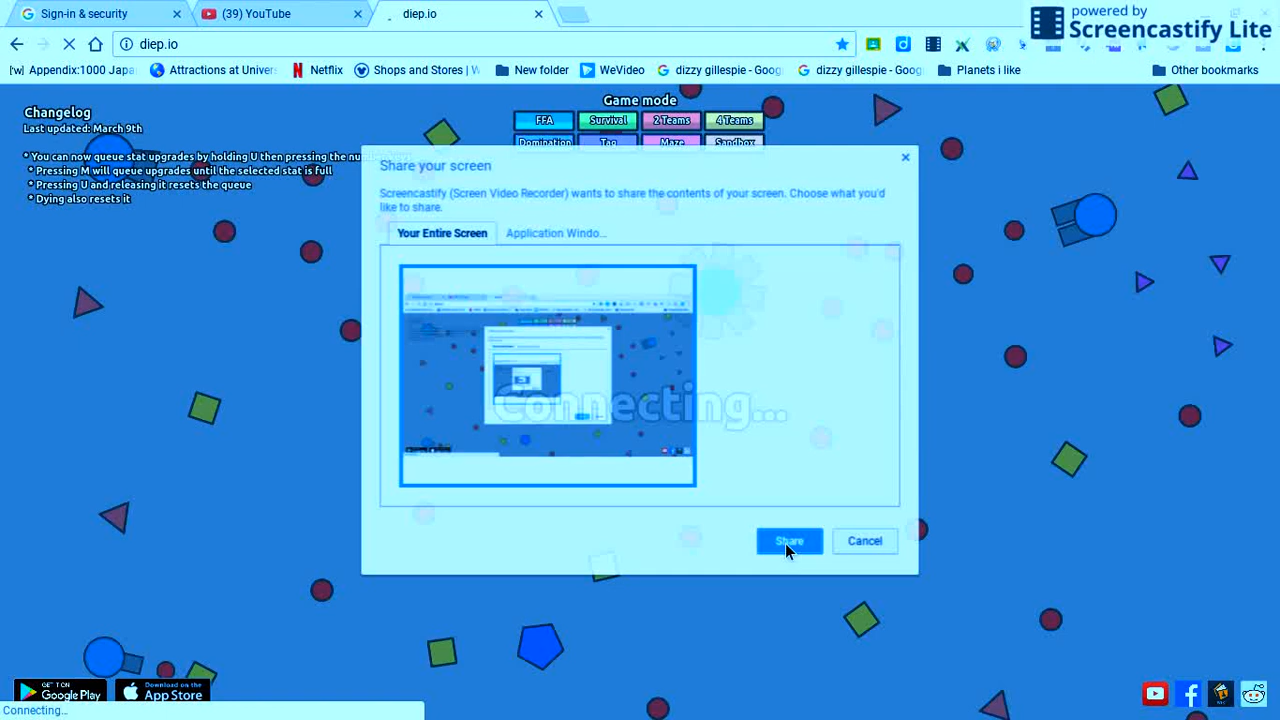 Sign-in & security
(39) YouTube
diep.io
powered by
Screencastify Lite
diep.io
[w] Appendix:1000 Japa
Attractions at Univers
Netflix
Shops and Stores | W
New folder
WeVideo
dizzy gillespie - Goog
dizzy gillespie - Goog
Planets i like
Other bookmarks
Changelog
Last updated: March 9th
* You can now queue stat upgrades by holding U then pressing the num
* Pressing M will queue upgrades until the selected stat is full
* Pressing U and releasing it resets the queue
* Dying also resets it
Game mode
FFA
Survival
2 Teams
4 Teams
Domination
Tag
Maze
Sandbox
Share your screen
Screencastify (Screen Video Recorder) wants to share the contents of your screen. Choose what you'd
like to share.
Your Entire Screen
Application Windo...
Connecting...
Share
Cancel
GET IT ON
Google Play
Download on the
App Store
Connecting...